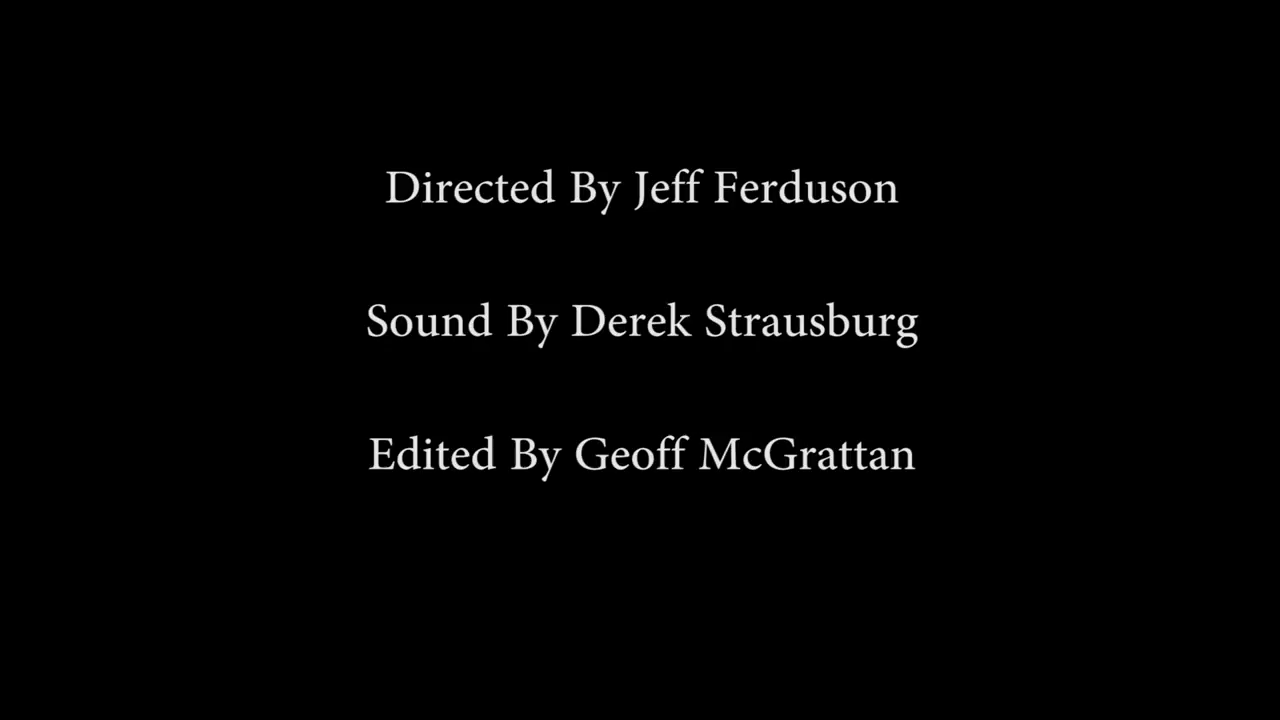 Directed By Jeff Ferduson
Sound By Derek Strausburg
Edited By Geoff McGrattan